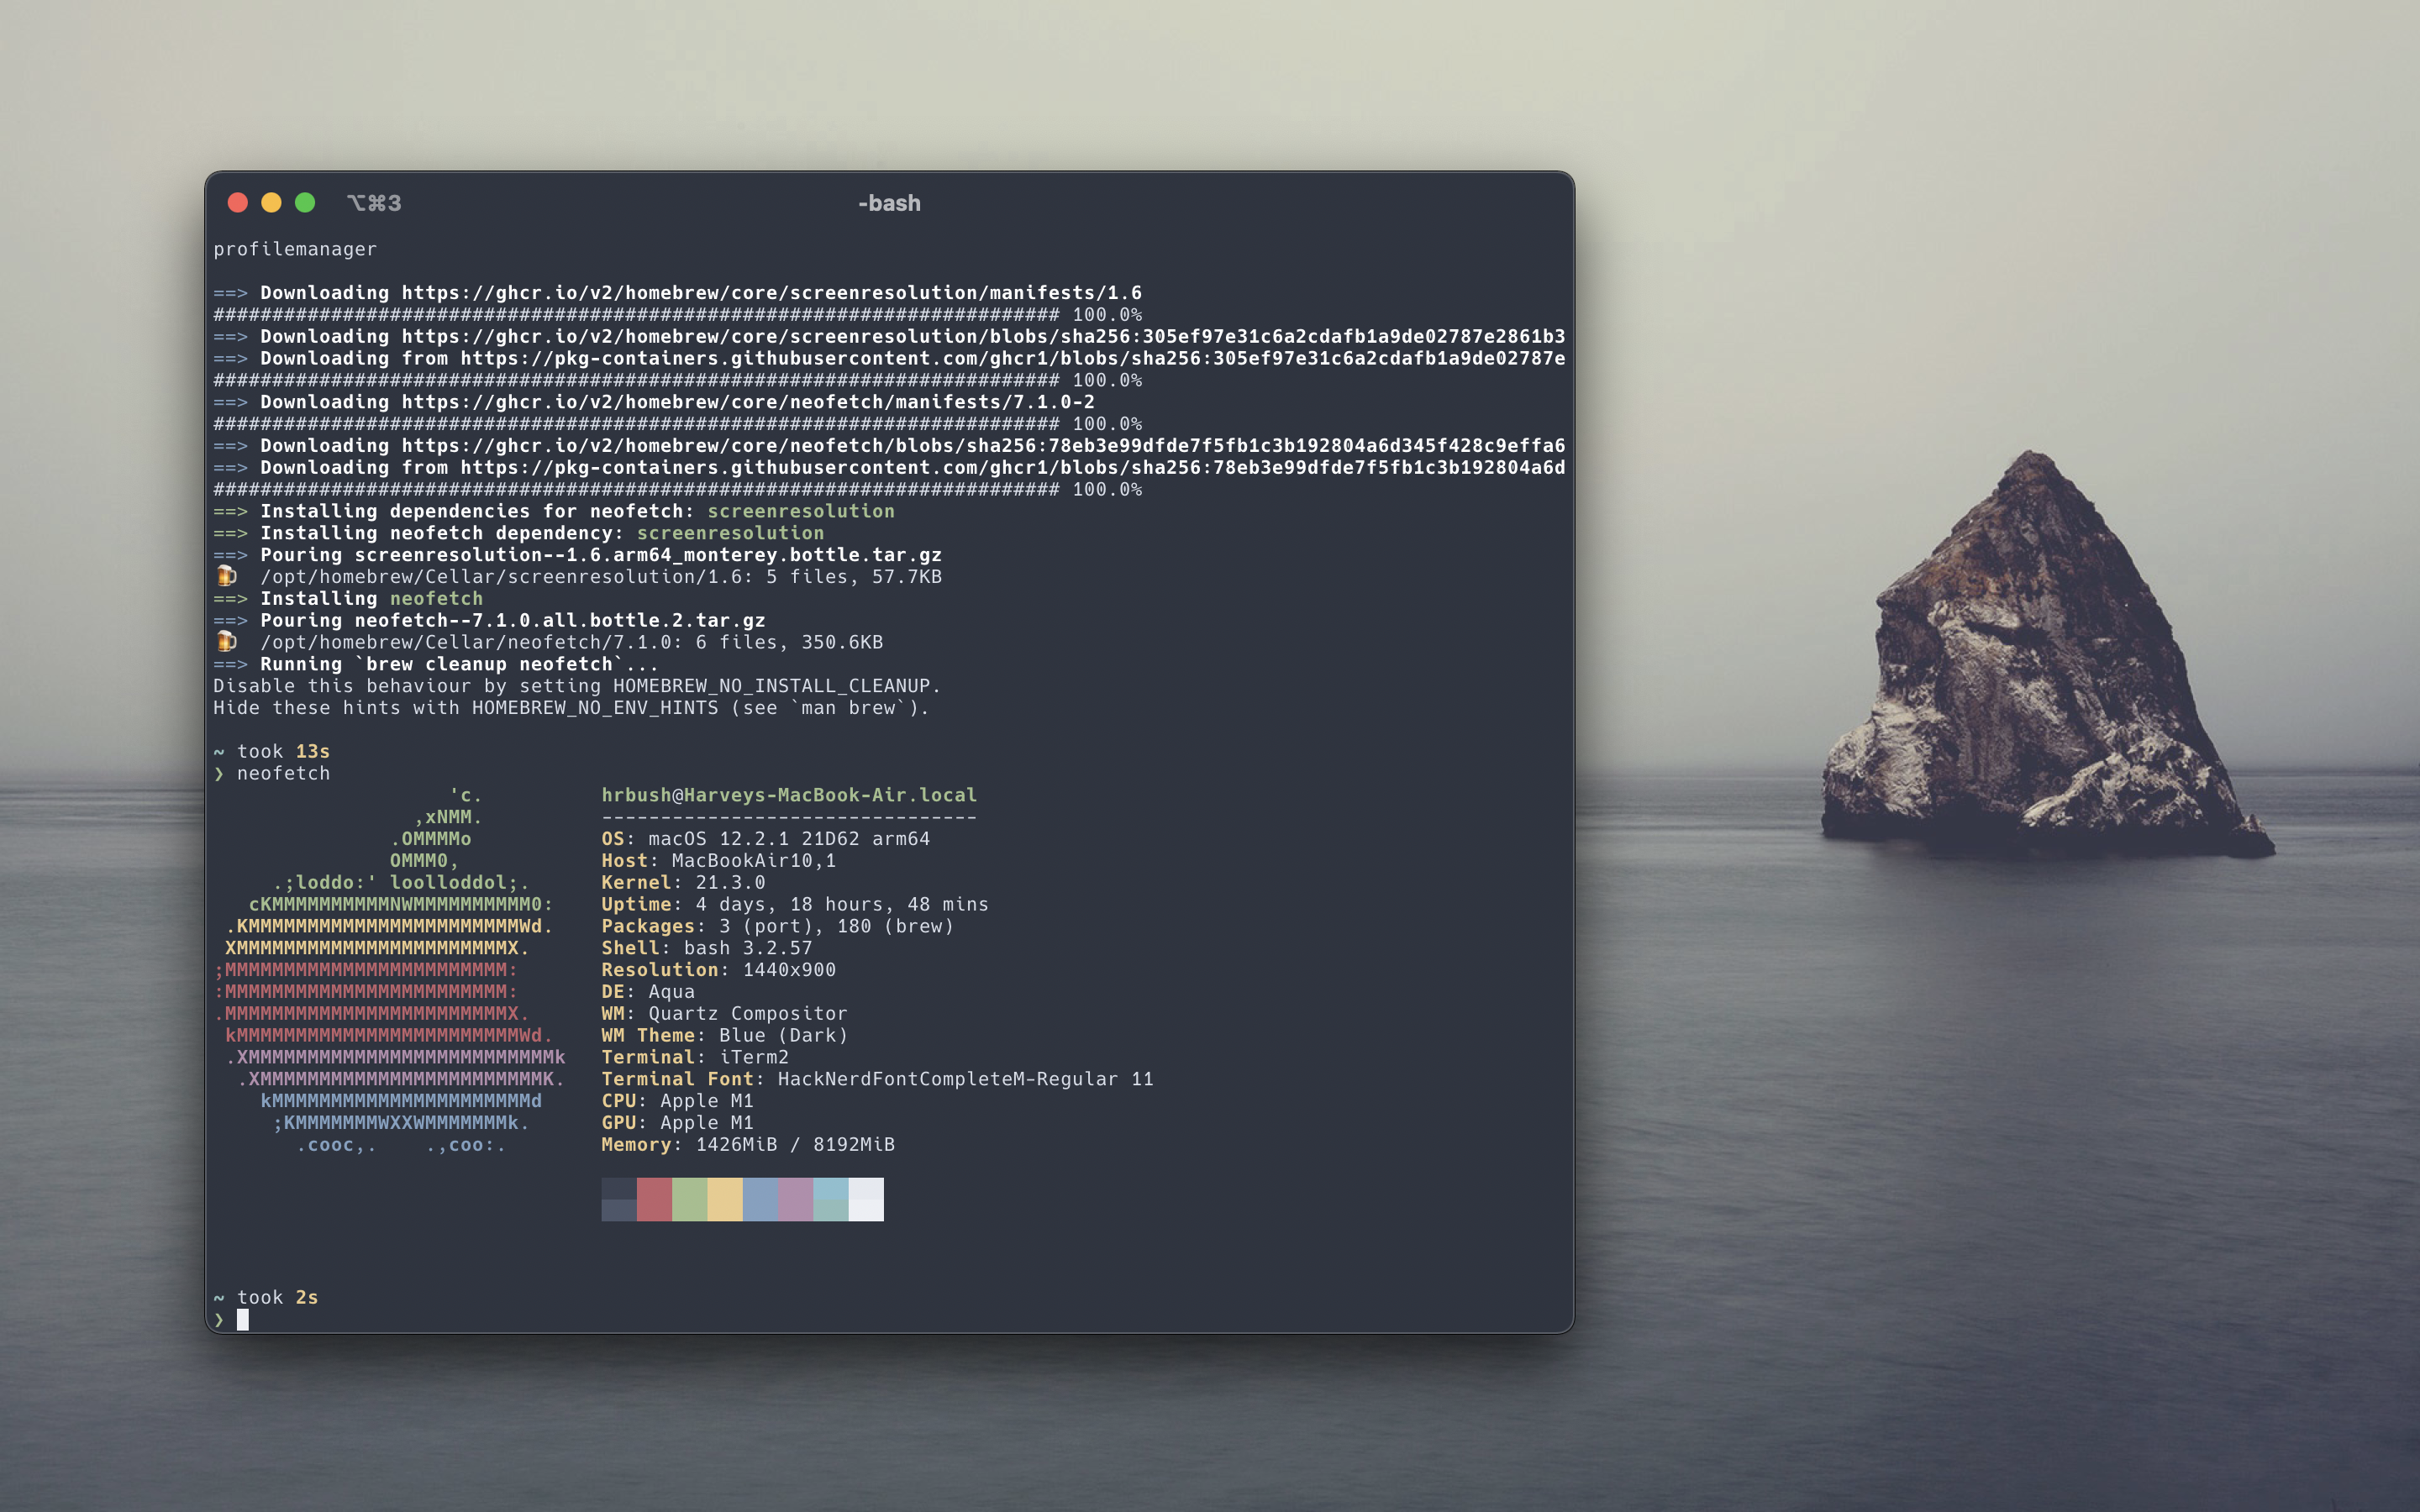 ⌥⌘3
-bash
profilemanager
==> Downloading https://ghcr.io/v2/homebrew/core/screenresolution/manifests/1.6
######################################################################## 100.0%
==> Downloading https://ghcr.io/v2/homebrew/core/screenresolution/blobs/sha256:305ef97e31c6a2cdafb1a9de02787e2861b3
==> Downloading from https://pkg-containers.githubusercontent.com/ghcr1/blobs/sha256:305ef97e31c6a2cdafb1a9de02787e
######################################################################## 100.0%
==> Downloading https://ghcr.io/v2/homebrew/core/neofetch/manifests/7.1.0-2
######################################################################## 100.0%
==> Downloading https://ghcr.io/v2/homebrew/core/neofetch/blobs/sha256:78eb3e99dfde7f5fb1c3b192804a6d345f428c9effa6
==> Downloading from https://pkg-containers.githubusercontent.com/ghcr1/blobs/sha256:78eb3e99dfde7f5fb1c3b192804a6d
######################################################################## 100.0%
==> Installing dependencies for neofetch: screenresolution
==> Installing neofetch dependency: screenresolution
==> Pouring screenresolution--1.6.arm64_monterey.bottle.tar.gz
🍺  /opt/homebrew/Cellar/screenresolution/1.6: 5 files, 57.7KB
==> Installing neofetch
==> Pouring neofetch--7.1.0.all.bottle.2.tar.gz
🍺  /opt/homebrew/Cellar/neofetch/7.1.0: 6 files, 350.6KB
==> Running `brew cleanup neofetch`...
Disable this behaviour by setting HOMEBREW_NO_INSTALL_CLEANUP.
Hide these hints with HOMEBREW_NO_ENV_HINTS (see `man brew`).
~ took 13s
❯ neofetch
                    'c.          hrbush@Harveys-MacBook-Air.local
                 ,xNMM.          --------------------------------
               .OMMMMo           OS: macOS 12.2.1 21D62 arm64
               OMMM0,            Host: MacBookAir10,1
     .;loddo:' loolloddol;.      Kernel: 21.3.0
   cKMMMMMMMMMMNWMMMMMMMMMM0:    Uptime: 4 days, 18 hours, 48 mins
 .KMMMMMMMMMMMMMMMMMMMMMMMWd.    Packages: 3 (port), 180 (brew)
 XMMMMMMMMMMMMMMMMMMMMMMMX.      Shell: bash 3.2.57
;MMMMMMMMMMMMMMMMMMMMMMMM:       Resolution: 1440x900
:MMMMMMMMMMMMMMMMMMMMMMMM:       DE: Aqua
.MMMMMMMMMMMMMMMMMMMMMMMMX.      WM: Quartz Compositor
 kMMMMMMMMMMMMMMMMMMMMMMMMWd.    WM Theme: Blue (Dark)
 .XMMMMMMMMMMMMMMMMMMMMMMMMMMk   Terminal: iTerm2
  .XMMMMMMMMMMMMMMMMMMMMMMMMK.   Terminal Font: HackNerdFontCompleteM-Regular 11
    kMMMMMMMMMMMMMMMMMMMMMMd     CPU: Apple M1
     ;KMMMMMMMWXXWMMMMMMMk.      GPU: Apple M1
       .cooc,.    .,coo:.        Memory: 1426MiB / 8192MiB
~ took 2s
❯